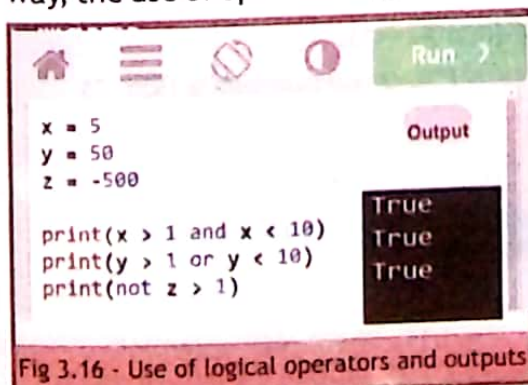 Run >
x = 5
y = 50
z = -500
print(x > 1 and x < 10)
print(y > 1 or y < 10)
print(not z > 1)
Output
True
True
True
Fig 3.16 - Use of logical operators and outputs